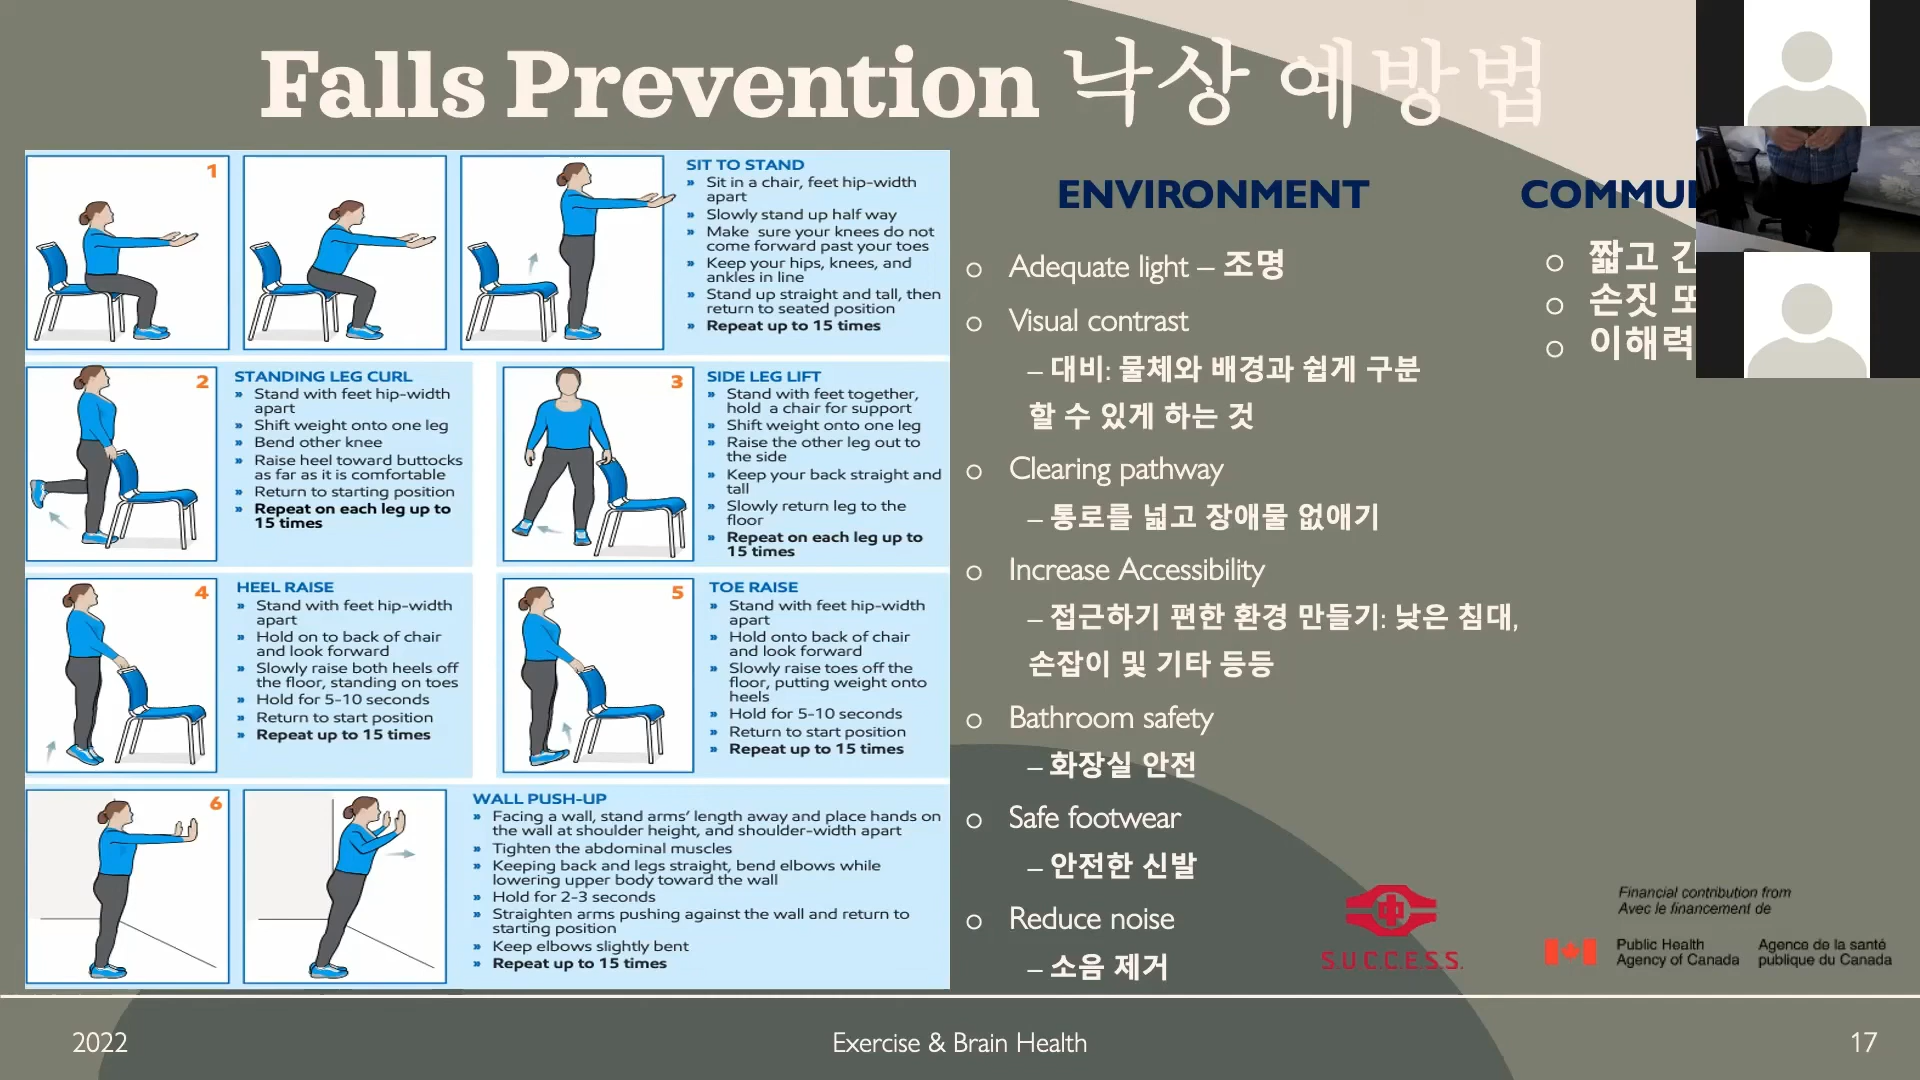 Falls Prevention 낙상 예방법
1
SIT TO STAND
» Sit in a chair, feet hip-width
apart
» Slowly stand up half way
» Make sure your knees do not
come forward past your toes
» Keep your hips, knees, and
ankles in line
» Stand up straight and tall, then
return to seated position
» Repeat up to 15 times
2
STANDING LEG CURL
» Stand with feet hip-width
apart
» Shift weight onto one leg
» Bend other knee
» Raise heel toward buttocks
as far as it is comfortable
» Return to starting position
» Repeat on each leg up to
15 times
3
SIDE LEG LIFT
» Stand with feet together,
hold a chair for support
» Shift weight onto one leg
» Raise the other leg out to
the side
» Keep your back straight and
tall
» Slowly return leg to the
floor
» Repeat on each leg up to
15 times
4
HEEL RAISE
» Stand with feet hip-width
apart
» Hold on to back of chair
and look forward
» Slowly raise both heels off
the floor, standing on toes
» Hold for 5-10 seconds
» Return to start position
» Repeat up to 15 times
5
TOE RAISE
» Stand with feet hip-width
apart
» Hold onto back of chair
and look forward
» Slowly raise toes off the
floor, putting weight onto
heels
» Hold for 5-10 seconds
» Return to start position
» Repeat up to 15 times
6
WALL PUSH-UP
» Facing a wall, stand arms' length away and place hands on
the wall at shoulder height, and shoulder-width apart
» Tighten the abdominal muscles
» Keeping back and legs straight, bend elbows while
lowering upper body toward the wall
» Hold for 2-3 seconds
» Straighten arms pushing against the wall and return to
starting position
» Keep elbows slightly bent
» Repeat up to 15 times
ENVIRONMENT
o Adequate light – 조명
o Visual contrast
– 대비: 물체와 배경과 쉽게 구분
할 수 있게 하는 것
o Clearing pathway
– 통로를 넓고 장애물 없애기
o Increase Accessibility
– 접근하기 편한 환경 만들기: 낮은 침대,
손잡이 및 기타 등등
o Bathroom safety
– 화장실 안전
o Safe footwear
– 안전한 신발
o Reduce noise
– 소음 제거
o 짧고
o 손짓
o 이해력
S.U.C.C.E.S.S.
Financial contribution from
Avec le financement de
Public Health
Agency of Canada
Agence de la santé
publique du Canada
2022
Exercise & Brain Health
17